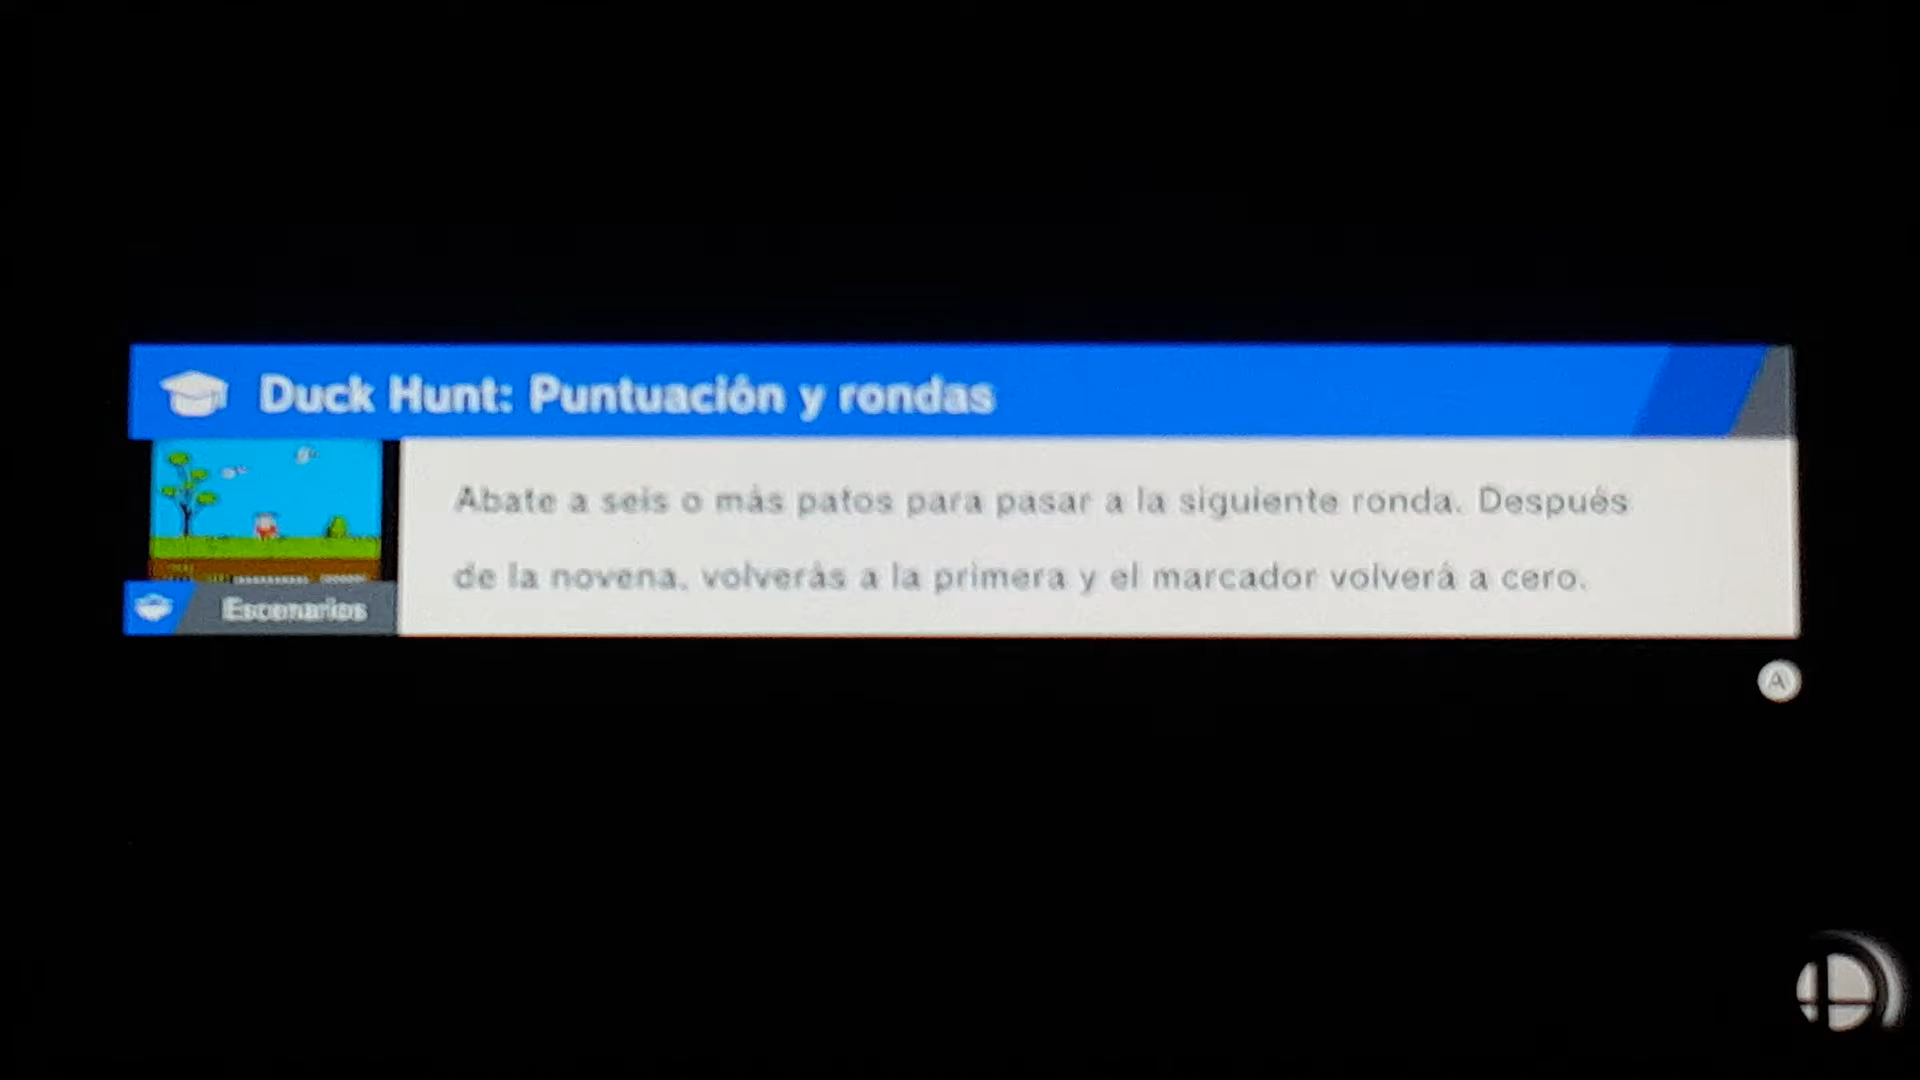 Duck Hunt: Puntuación y rondas
Abate a seis o más patos para pasar a la siguiente ronda. Después
de la novena, volverás a la primera y el marcador volverá a cero.
Escenarios
A